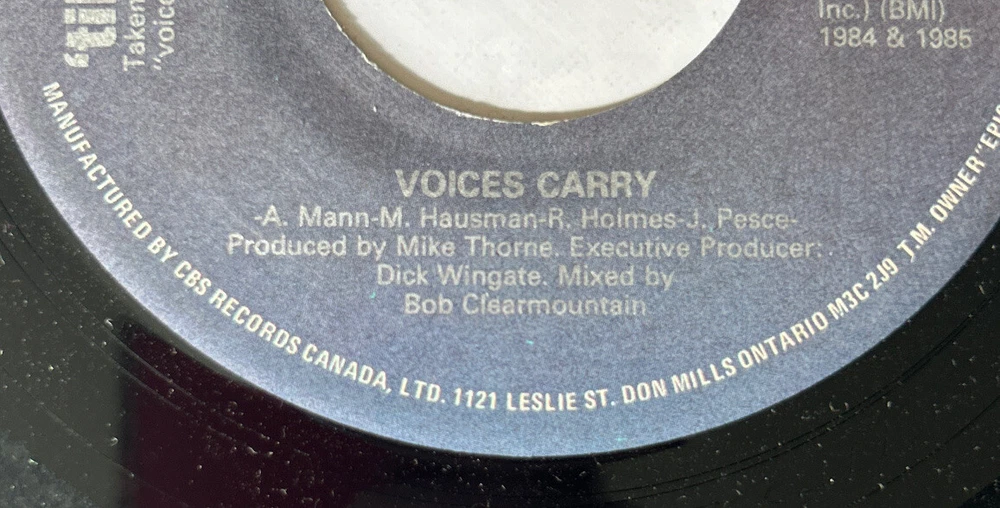 Taken
"voice
Inc.) (BMI)
1984 & 1985
VOICES CARRY
-A. Mann-M. Hausman-R. Holmes-J. Pesce-
Produced by Mike Thorne. Executive Producer:
Dick Wingate. Mixed by
Bob Clearmountain
MANUFACTURED BY CBS RECORDS CANADA, LTD. 1121 LESLIE ST. DON MILLS ONTARIO M3C 2J9 T.M. OWNER "EPIC